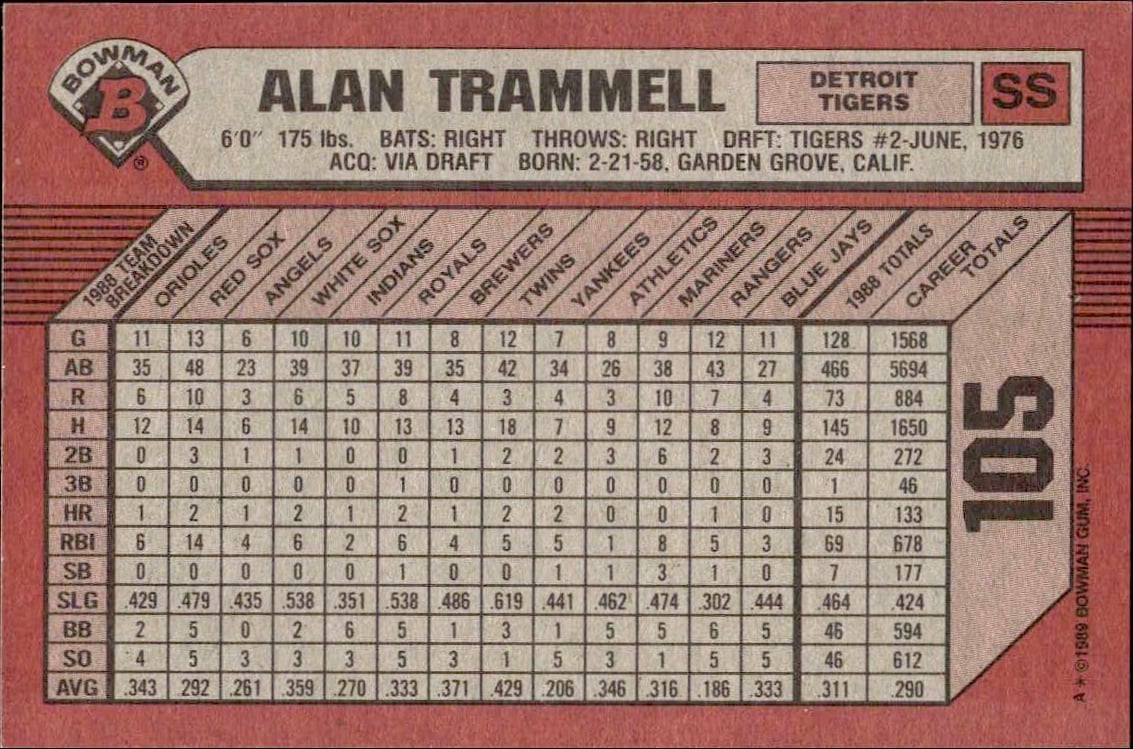 BOWMAN
B
®
ALAN TRAMMELL
DETROIT
TIGERS
SS
6'0" 175 lbs. BATS: RIGHT THROWS: RIGHT DRFT: TIGERS #2-JUNE, 1976
ACQ: VIA DRAFT BORN: 2-21-58, GARDEN GROVE, CALIF.
1988 TEAM BREAKDOWN ORIOLES RED SOX ANGELS WHITE SOX INDIANS ROYALS BREWERS TWINS YANKEES ATHLETICS MARINERS RANGERS BLUE JAYS 1988 TOTALS CAREER TOTALS
G 11 13 6 10 10 11 8 12 7 8 9 12 11 128 1568
AB 35 48 23 39 37 39 35 42 34 26 38 43 27 466 5694
R 6 10 3 6 5 8 4 3 4 3 10 7 4 73 884
H 12 14 6 14 10 13 13 18 7 9 12 8 9 145 1650
2B 0 3 1 1 0 0 1 2 2 3 6 2 3 24 272
3B 0 0 0 0 0 1 0 0 0 0 0 0 0 1 46
HR 1 2 1 2 1 2 1 2 2 0 0 1 0 15 133
RBI 6 14 4 6 2 6 4 5 5 1 8 5 3 69 678
SB 0 0 0 0 0 1 0 0 1 1 3 1 0 7 177
SLG .429 .479 .435 .538 .351 .538 .486 .619 .441 .462 .474 .302 .444 .464 .424
BB 2 5 0 2 6 5 1 3 1 5 5 6 5 46 594
SO 4 5 3 3 3 5 3 1 5 3 1 5 5 46 612
AVG .343 .292 .261 .359 .270 .333 .371 .429 .206 .346 .316 .186 .333 .311 .290
105
A * ©1989 BOWMAN GUM, INC.